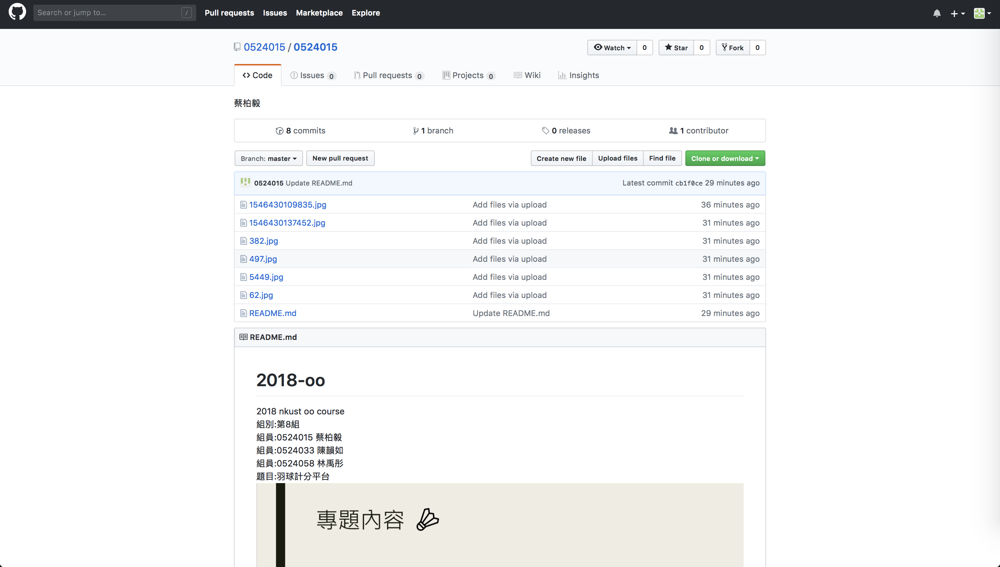 Search or jump to... /
Pull requests Issues Marketplace Explore
0524015 / 0524015
Watch 0 Star 0 Fork 0
Code Issues 0 Pull requests 0 Projects 0 Wiki Insights
蔡柏毅
8 commits 1 branch 0 releases 1 contributor
Branch: master New pull request Create new file Upload files Find file Clone or download
0524015 Update README.md Latest commit cb1f0ce 29 minutes ago
1546430109835.jpg Add files via upload 36 minutes ago
1546430137452.jpg Add files via upload 31 minutes ago
382.jpg Add files via upload 31 minutes ago
497.jpg Add files via upload 31 minutes ago
5449.jpg Add files via upload 31 minutes ago
62.jpg Add files via upload 31 minutes ago
README.md Update README.md 29 minutes ago
README.md
2018-oo
2018 nkust oo course
組別:第8組
組員:0524015 蔡柏毅
組員:0524033 陳韻如
組員:0524058 林禹彤
題目:羽球計分平台
專題內容